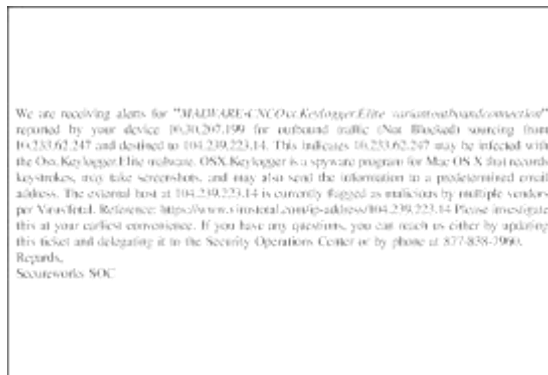 We are receiving alerts for "MALWARE-CNC Osx.Keylogger.Elite variant outbound connection"
reported by your device 10.30.207.199 for outbound traffic (Not Blocked) sourcing from
10.233.62.247 and destined to 104.239.223.14. This indicates 10.233.62.247 may be infected with
the Osx.Keylogger.Elite malware. OSX.Keylogger is a spyware program for Mac OS X that records
keystrokes, may take screenshots, and may also send the information to a predetermined email
address. The external host at 104.239.223.14 is currently flagged as malicious by multiple vendors
per VirusTotal. Reference: https://www.virustotal.com/ip-address/104.239.223.14 Please investigate
this at your earliest convenience. If you have any questions, you can reach us either by updating
this ticket and delegating it to the Security Operations Center or by phone at 877-838-7960.
Regards,
Secureworks SOC